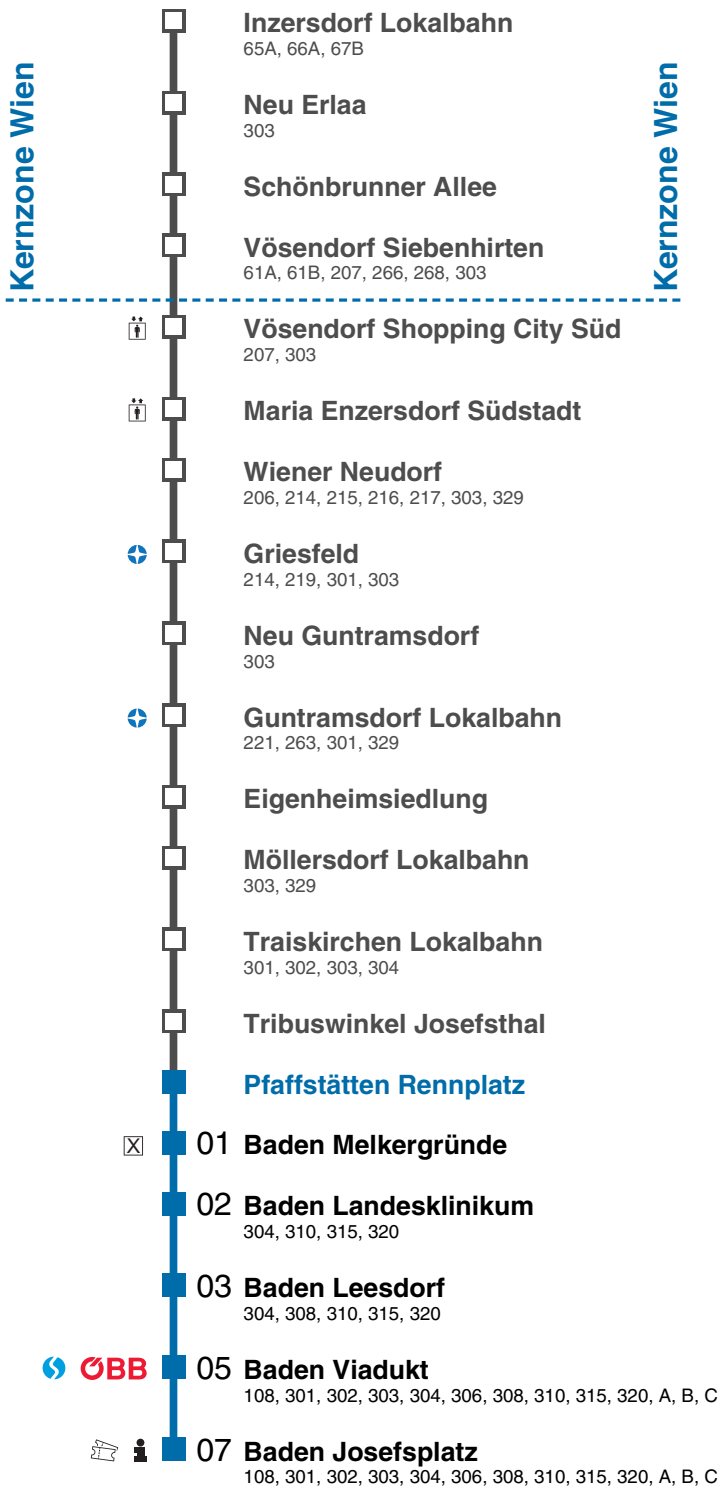 Kernzone Wien
Kernzone Wien
Inzersdorf Lokalbahn
65A, 66A, 67B
Neu Erlaa
303
Schönbrunner Allee
Vösendorf Siebenhirten
61A, 61B, 207, 266, 268, 303
Vösendorf Shopping City Süd
207, 303
Maria Enzersdorf Südstadt
Wiener Neudorf
206, 214, 215, 216, 217, 303, 329
Griesfeld
214, 219, 301, 303
Neu Guntramsdorf
303
Guntramsdorf Lokalbahn
221, 263, 301, 329
Eigenheimsiedlung
Möllersdorf Lokalbahn
303, 329
Traiskirchen Lokalbahn
301, 302, 303, 304
Tribuswinkel Josefsthal
Pfaffstätten Rennplatz
X 01 Baden Melkergründe
02 Baden Landesklinikum
304, 310, 315, 320
03 Baden Leesdorf
304, 308, 310, 315, 320
ÖBB 05 Baden Viadukt
108, 301, 302, 303, 304, 306, 308, 310, 315, 320, A, B, C
i 07 Baden Josefsplatz
108, 301, 302, 303, 304, 306, 308, 310, 315, 320, A, B, C